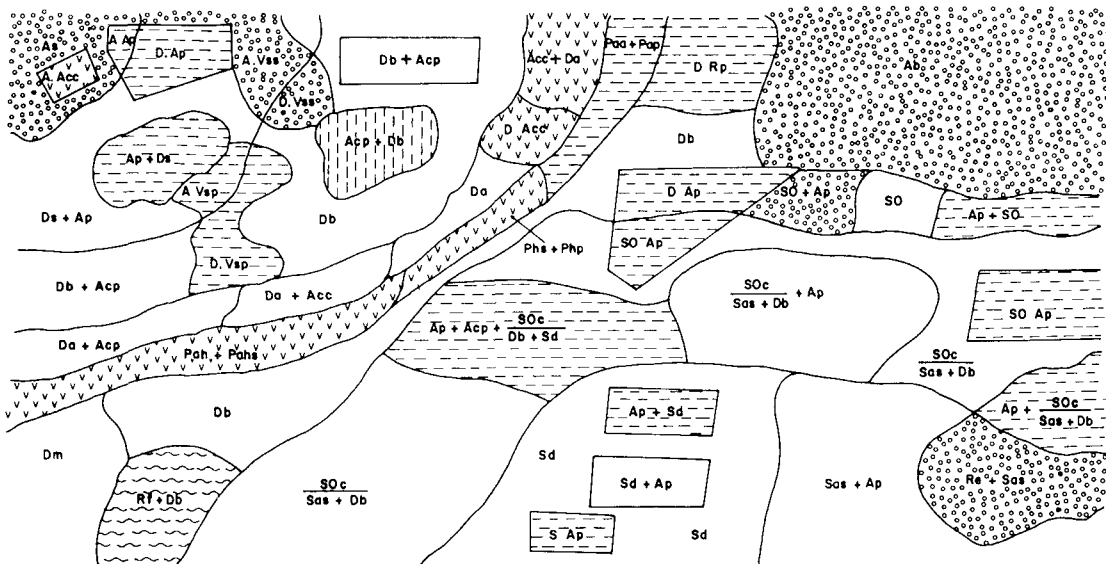 As
A Ap
D. Ap
A. Vss
D. Vss
A. Acc
Db + Acp
Acc + Da
Paa + Pap
D Rp
Ab
Ap + Ds
Acp + Db
D Acc
Db
A. Vsp
Da
D Ap
SO + Ap
SO
Ap + SO
Ds + Ap
Db
SO Ap
Phs + Php
D. Vsp
Db + Acp
Da + Acc
SOc
Sas + Db
+ Ap
SO Ap
Da + Acp
Pah + Pahs
Ap + Acp +
SOc
Db + Sd
SOc
Sas + Db
Db
Ap + Sd
Ap +
SOc
Sas + Db
Dm
Sd
Rf + Db
SOc
Sas + Db
Sd + Ap
Sas + Ap
Re + Sas
S Ap
Sd